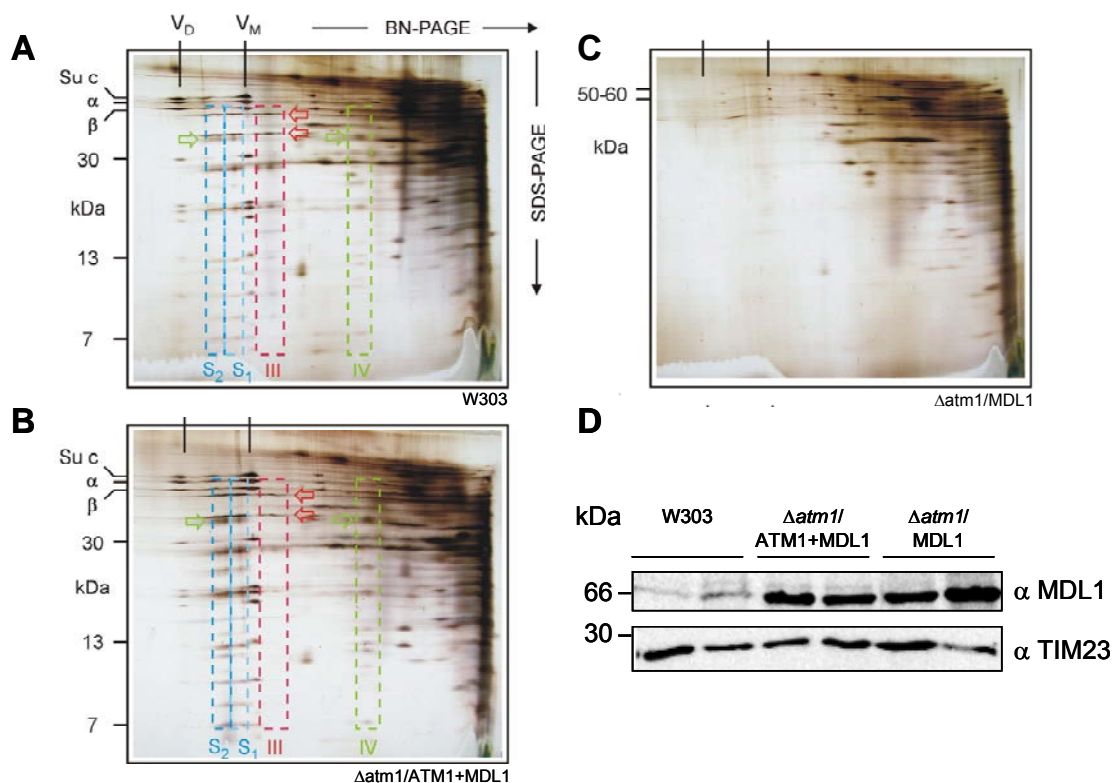 A
V_D V_M BN-PAGE
Su c
α
β
30
kDa
13
7
SDS-PAGE
S₂ S₁ III IV
W303
B
Su c
α
β
30
kDa
13
7
S₂ S₁ III IV
Δatm1/ATM1+MDL1
C
50-60
kDa
Δatm1/MDL1
D
kDa W303 Δatm1/ Δatm1/
ATM1+MDL1 MDL1
66 α MDL1
30
α TIM23